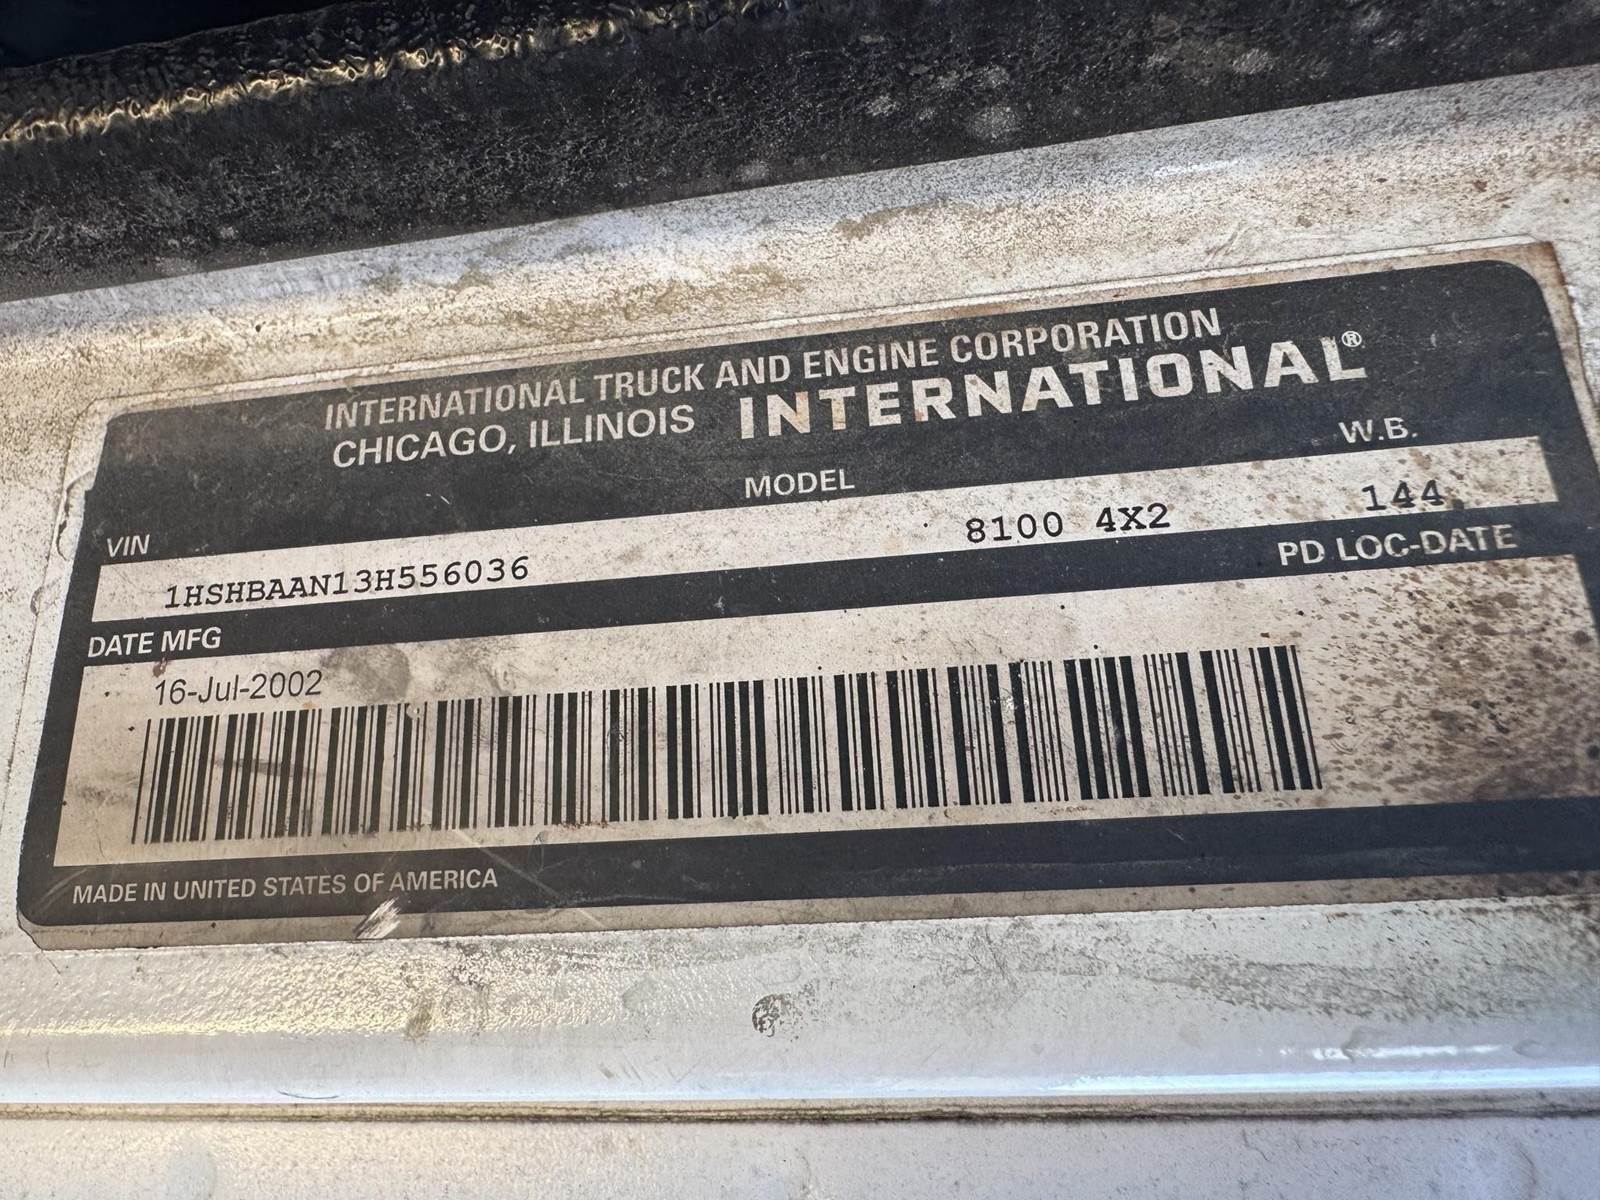 INTERNATIONAL TRUCK AND ENGINE CORPORATION
CHICAGO, ILLINOIS INTERNATIONAL®
VIN MODEL W.B.
1HSHBAAN13H556036 8100 4X2 144.
DATE MFG PD LOC-DATE
16-Jul-2002
MADE IN UNITED STATES OF AMERICA